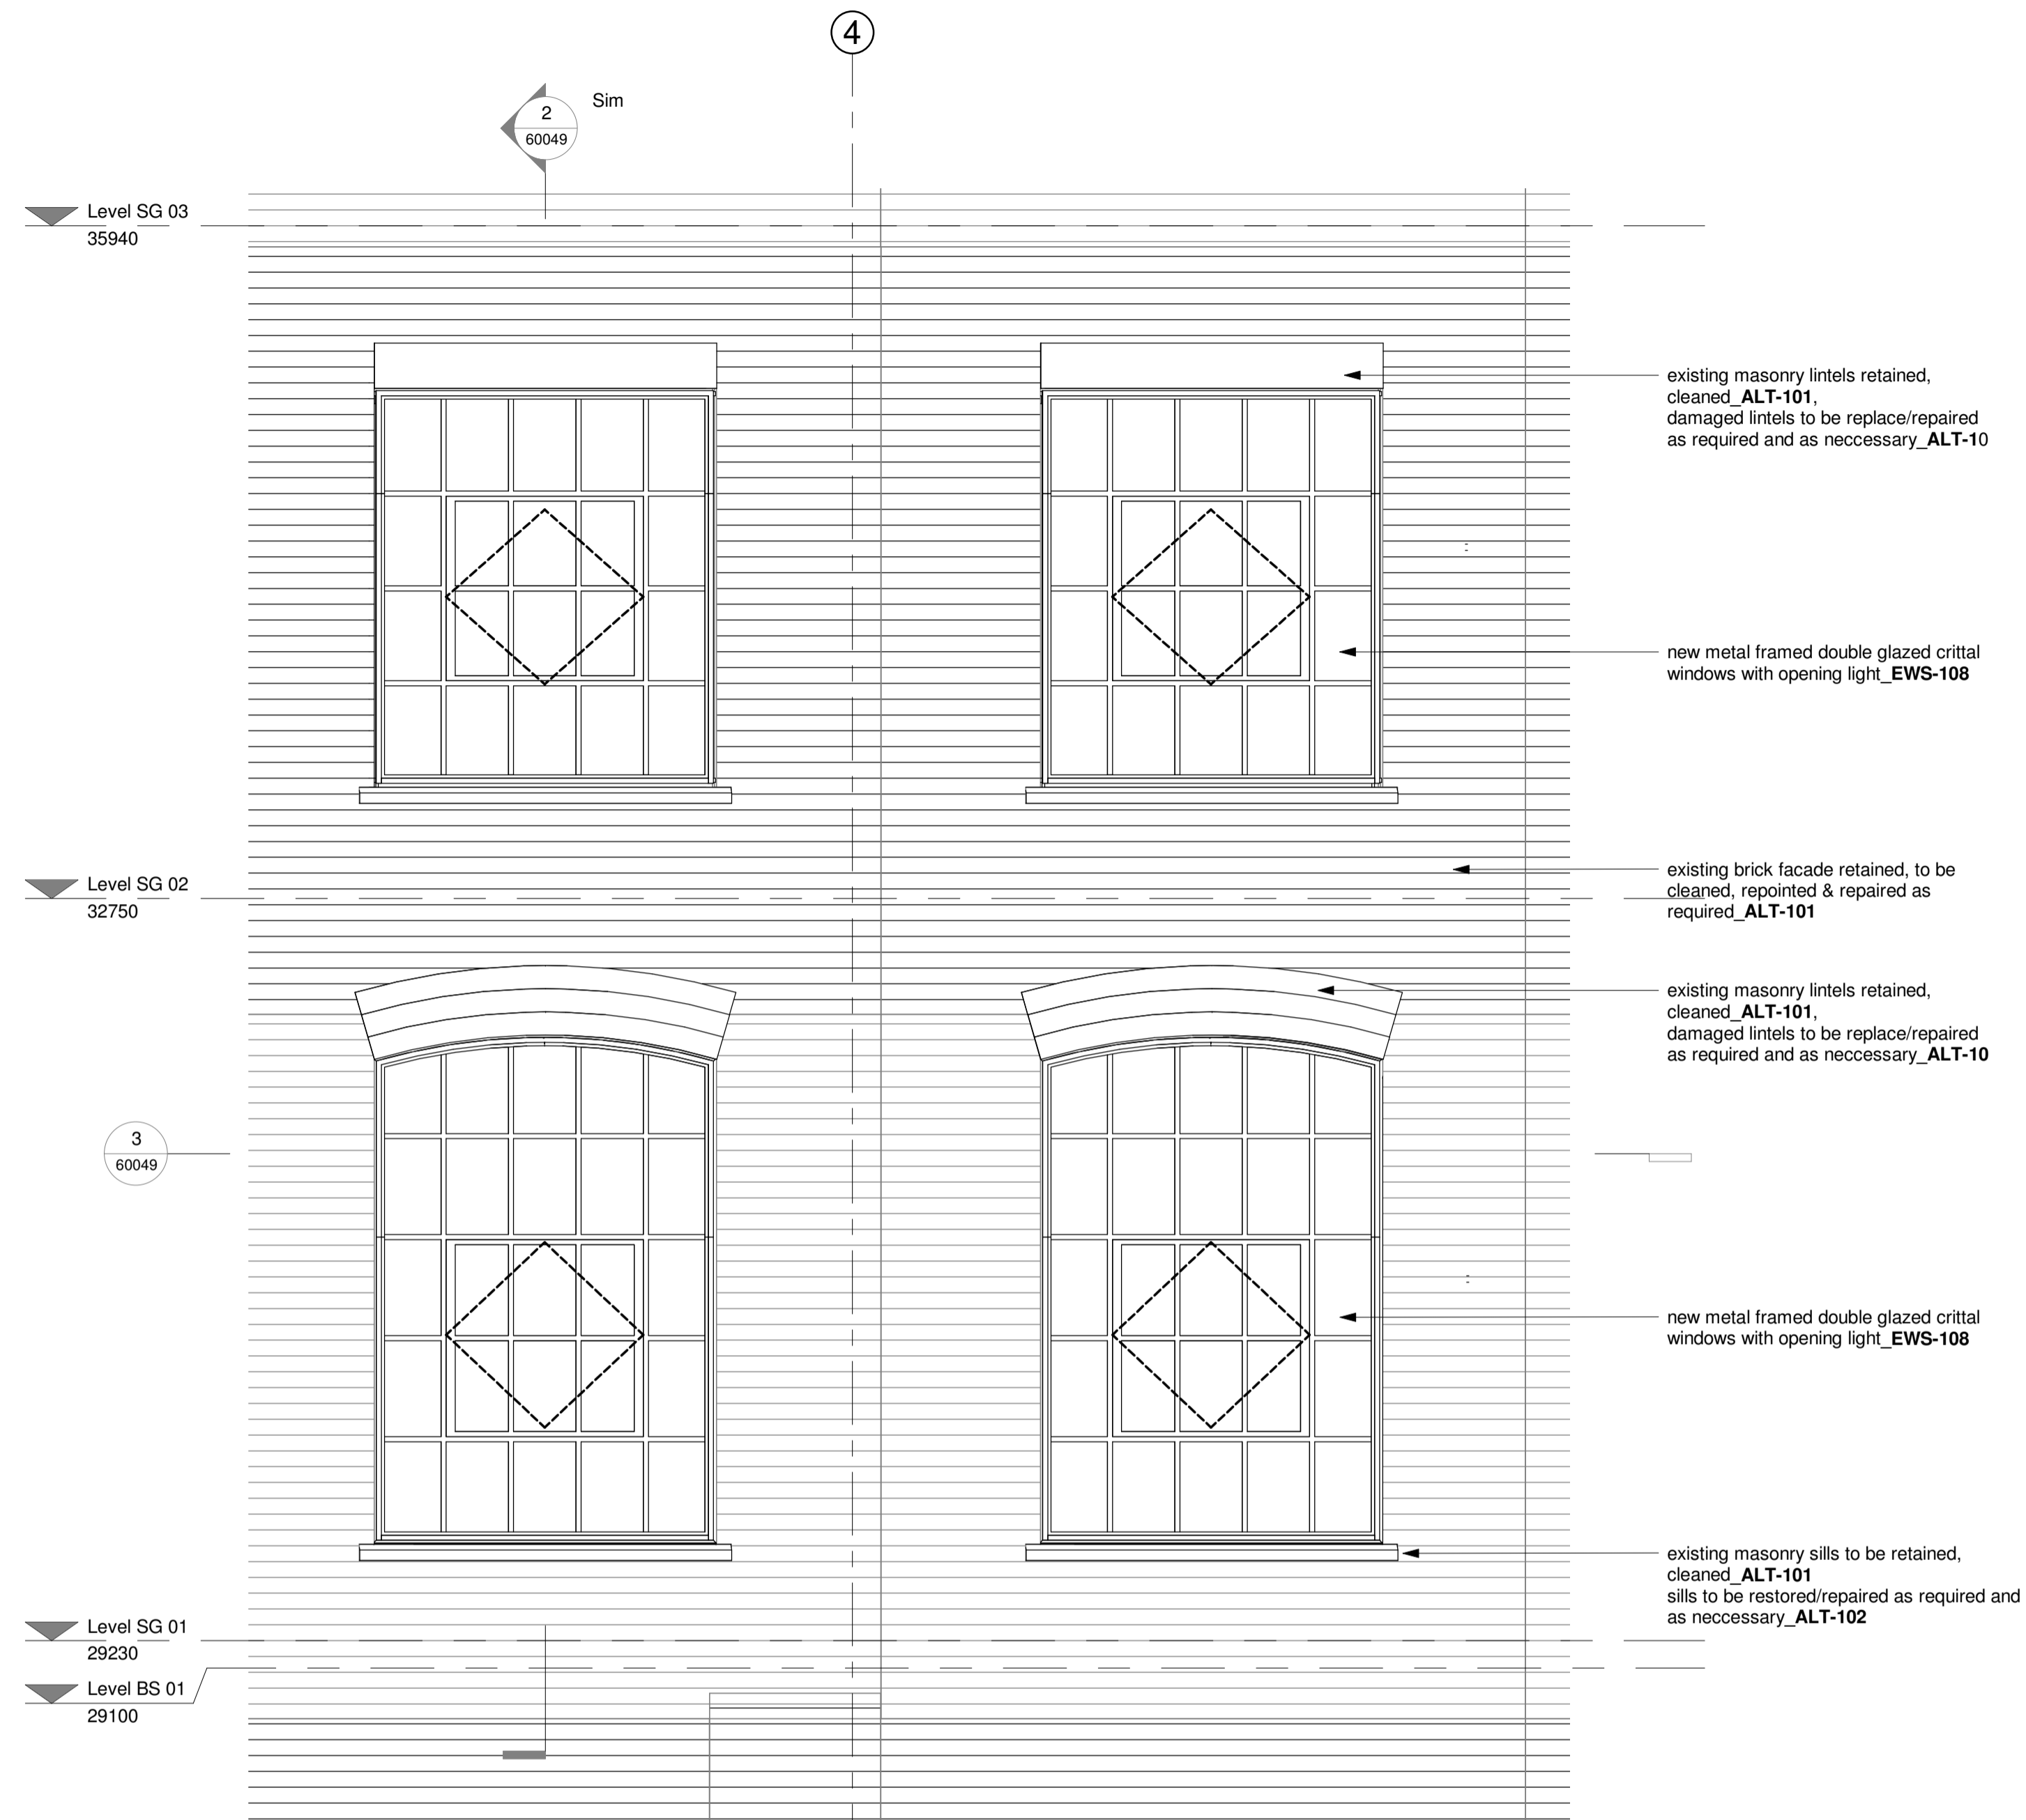 4
2
60049
Sim
Level SG 03
35940
existing masonry lintels retained,
cleaned_ALT-101,
damaged lintels to be replace/repaired
as required and as neccessary_ALT-10
new metal framed double glazed crittal
windows with opening light_EWS-108
Level SG 02
32750
existing brick facade retained, to be
cleaned, repointed & repaired as
required_ALT-101
existing masonry lintels retained,
cleaned_ALT-101,
damaged lintels to be replace/repaired
as required and as neccessary_ALT-10
3
60049
new metal framed double glazed crittal
windows with opening light_EWS-108
existing masonry sills to be retained,
cleaned_ALT-101
sills to be restored/repaired as required and
as neccessary_ALT-102
Level SG 01
29230
Level BS 01
29100